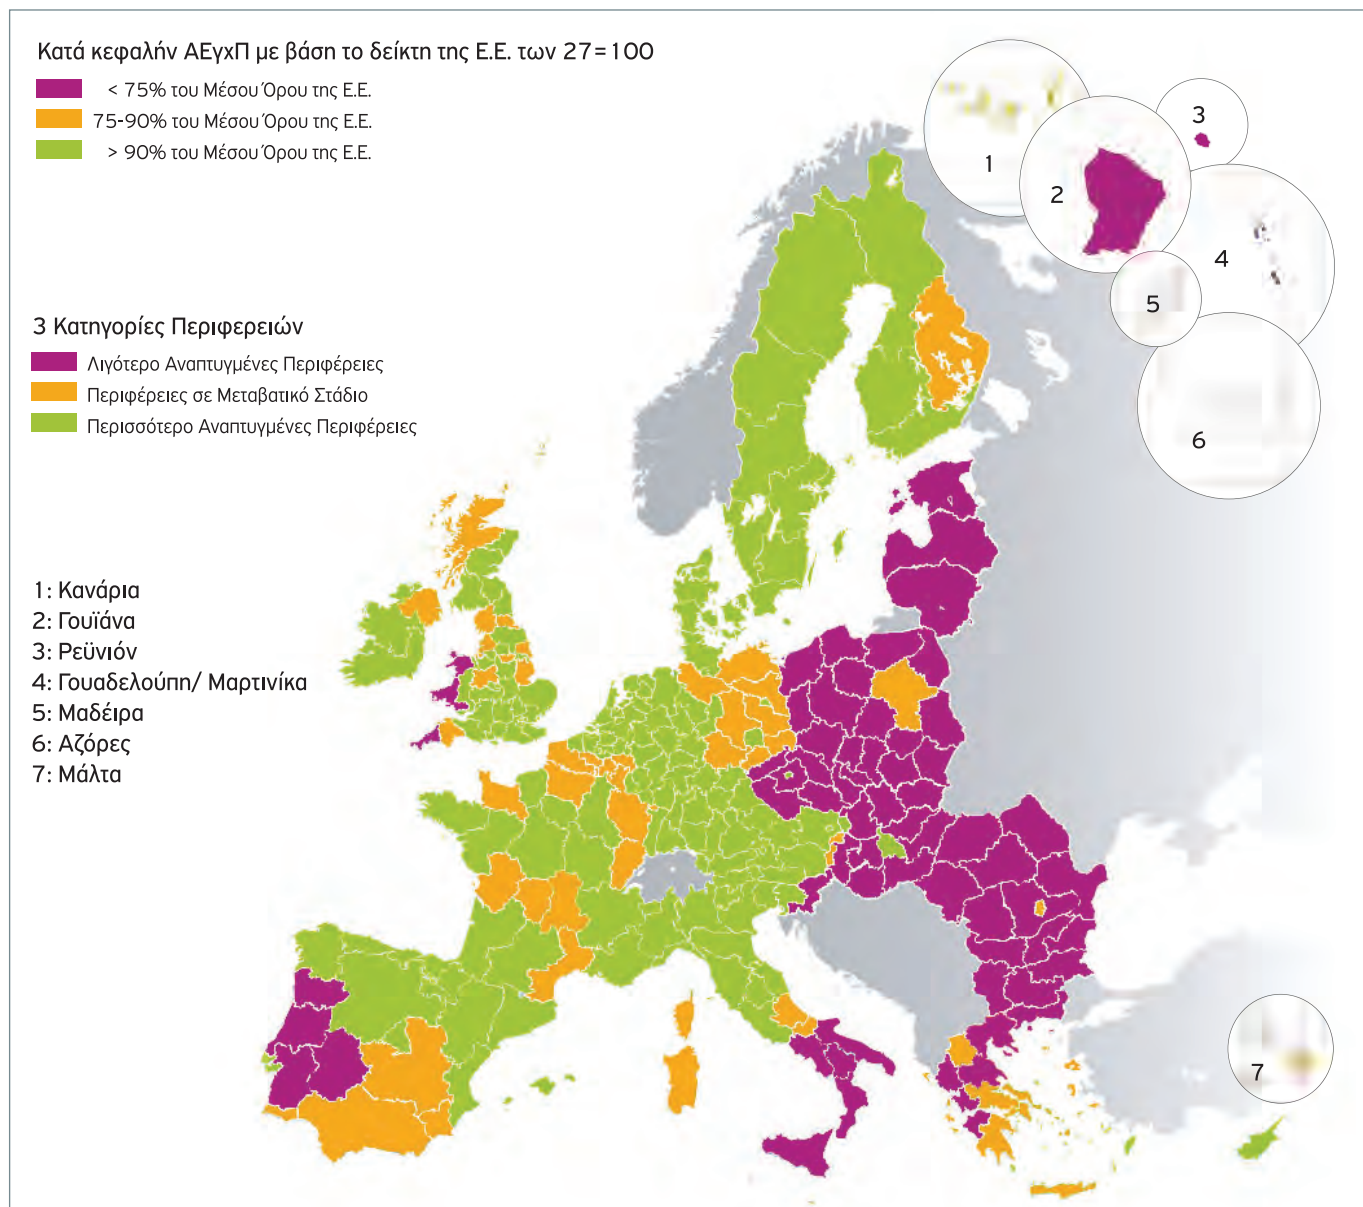 Κατά κεφαλήν ΑΕγχΠ με βάση το δείκτη της Ε.Ε. των 27=100
< 75% του Μέσου Όρου της Ε.Ε.
75-90% του Μέσου Όρου της Ε.Ε.
> 90% του Μέσου Όρου της Ε.Ε.
3 Κατηγορίες Περιφερειών
Λιγότερο Αναπτυγμένες Περιφέρειες
Περιφέρειες σε Μεταβατικό Στάδιο
Περισσότερο Αναπτυγμένες Περιφέρειες
1: Κανάρια
2: Γουϊάνα
3: Ρεϋνιόν
4: Γουαδελούπη/ Μαρτινίκα
5: Μαδέιρα
6: Αζόρες
7: Μάλτα
1
2
3
4
5
6
7